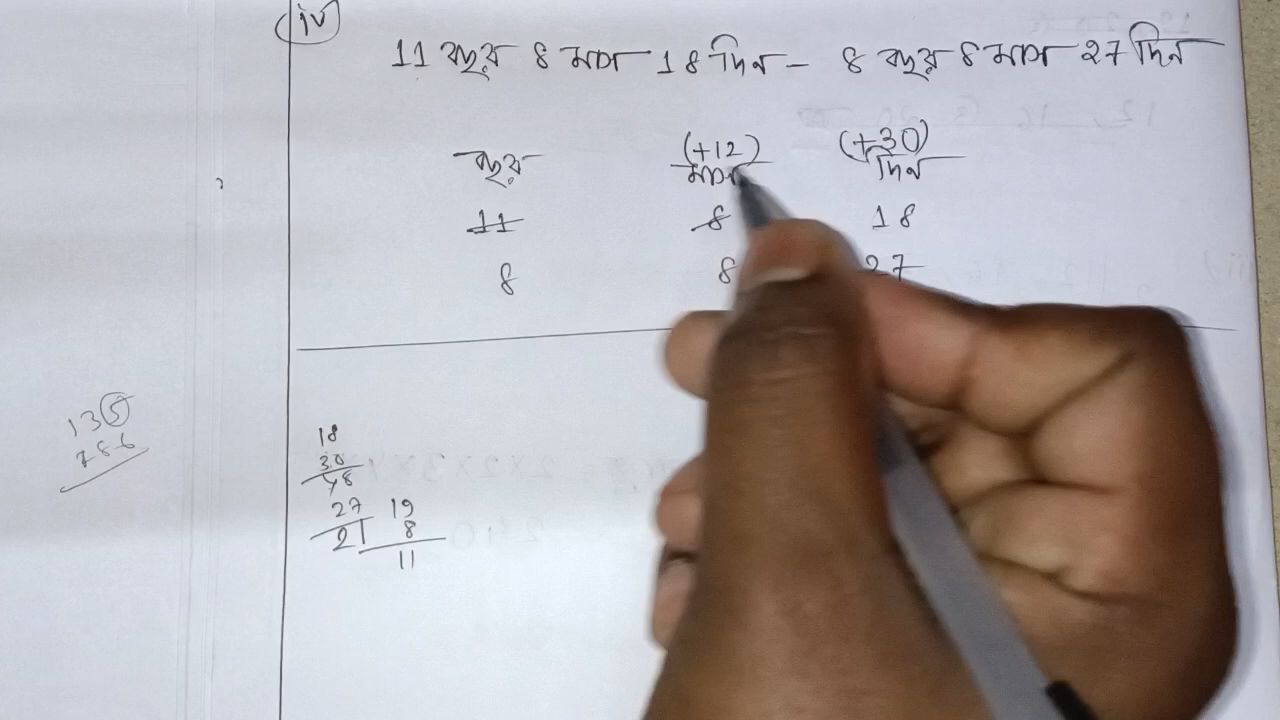 iv
11 বছর 8 মাস 18 দিন - 8 বছর 8 মাস 27 দিন
(+12) (+30)
বছর মাস দিন
11 8 18
8 8 27
135
786
18
30
48
27 19
21 8
11